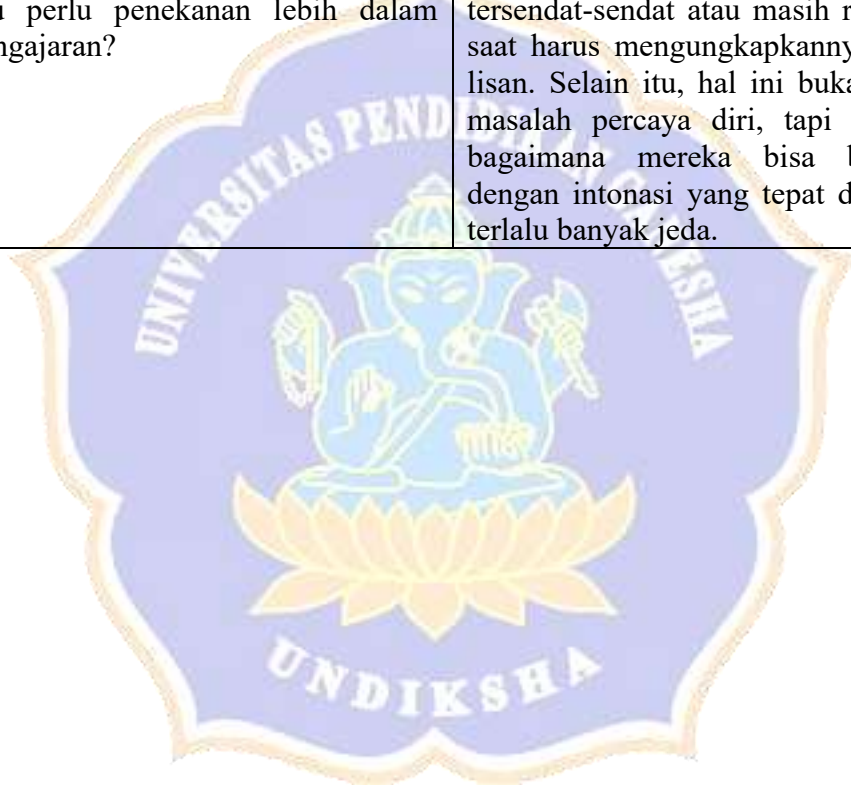 perlu penekanan lebih dalam
ngajaran?
tersendat-sendat atau masih
saat harus mengungkapkanny
lisan. Selain itu, hal ini buka
masalah percaya diri, tapi
bagaimana mereka bisa
dengan intonasi yang tepat d
terlalu banyak jeda.
UNIVERSITAS PENDIDIKAN GANESHA
UNDIKSHA